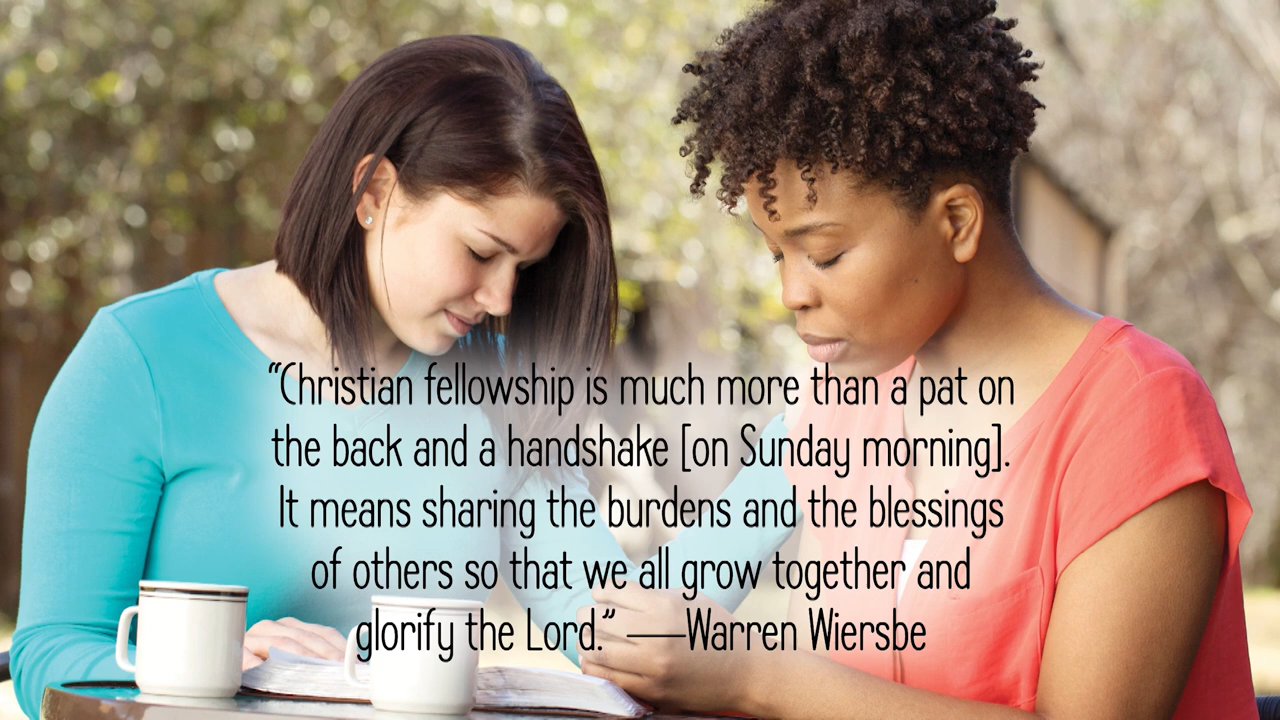 “Christian fellowship is much more than a pat on
the back and a handshake [on Sunday morning].
It means sharing the burdens and the blessings
of others so that we all grow together and
glorify the Lord.” —Warren Wiersbe